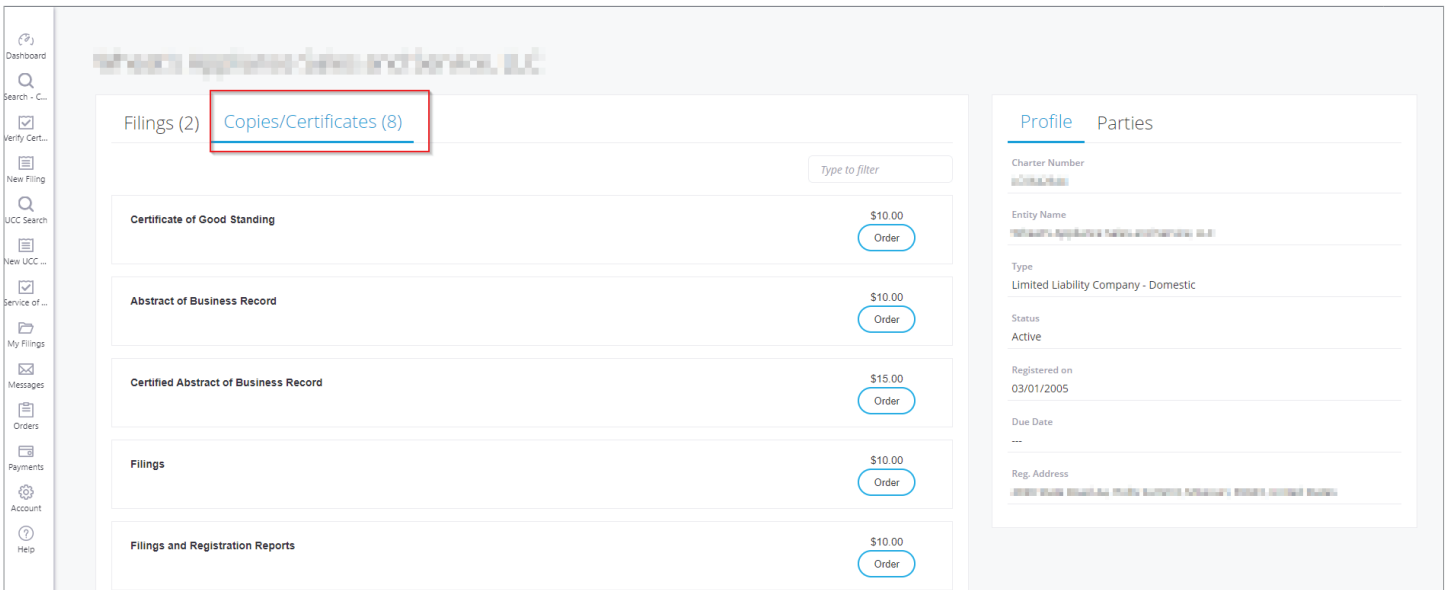 Dashboard
Search - C...
Verify Cert...
New Filing
UCC Search
New UCC ...
Service of ...
My Filings
Messages
Orders
Payments
Account
Help
Filings (2)
Copies/Certificates (8)
Type to filter
Certificate of Good Standing
$10.00
Order
Abstract of Business Record
$10.00
Order
Certified Abstract of Business Record
$15.00
Order
Filings
$10.00
Order
Filings and Registration Reports
$10.00
Order
Profile
Parties
Charter Number
Entity Name
Type
Limited Liability Company - Domestic
Status
Active
Registered on
03/01/2005
Due Date
---
Reg. Address